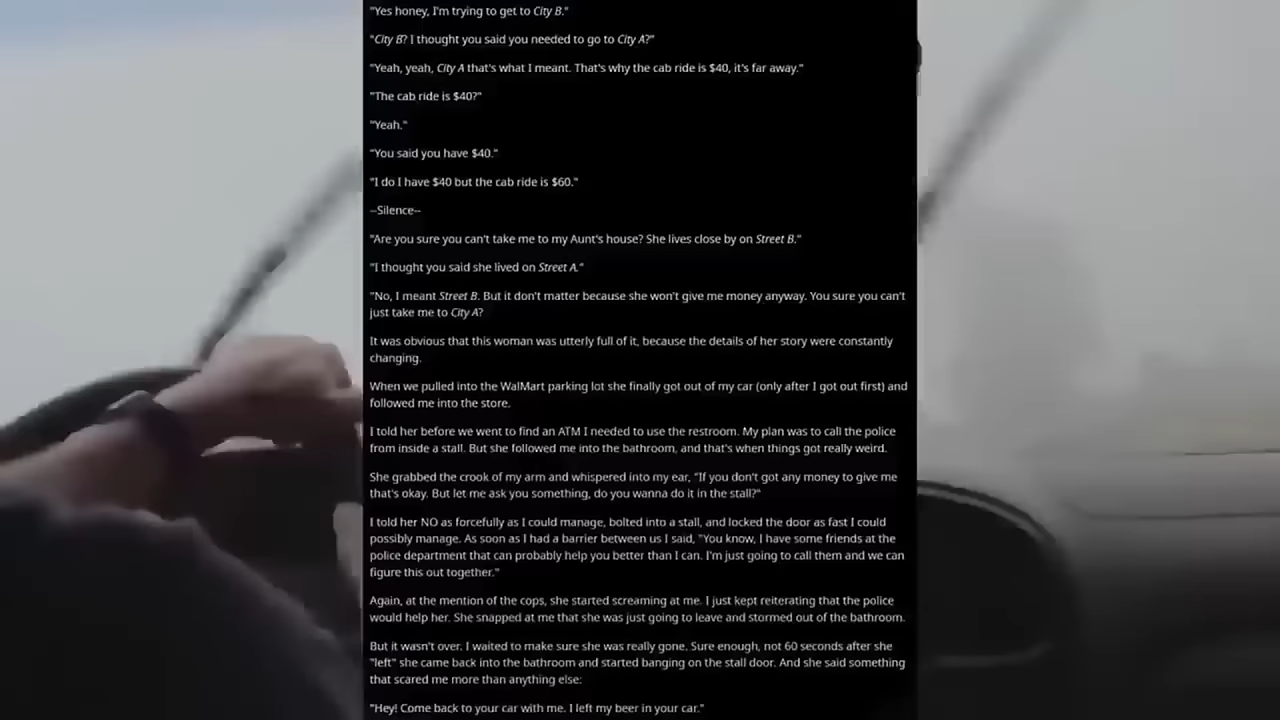 "Yes honey, I'm trying to get to City B."
"City B? I thought you said you needed to go to City A?"
"Yeah, yeah, City A that's what I meant. That's why the cab ride is $40, it's far away."
"The cab ride is $40?"
"Yeah."
"You said you have $40."
"I do I have $40 but the cab ride is $60."
--Silence--
"Are you sure you can't take me to my Aunt's house? She lives close by on Street B."
"I thought you said she lived on Street A."
"No, I meant Street B. But it don't matter because she won't give me money anyway. You sure you can't
just take me to City A?
It was obvious that this woman was utterly full of it, because the details of her story were constantly
changing.
When we pulled into the WalMart parking lot she finally got out of my car (only after I got out first) and
followed me into the store.
I told her before we went to find an ATM I needed to use the restroom. My plan was to call the police
from inside a stall. But she followed me into the bathroom, and that's when things got really weird.
She grabbed the crook of my arm and whispered into my ear, "If you don't got any money to give me
that's okay. But let me ask you something, do you wanna do it in the stall?"
I told her NO as forcefully as I could manage, bolted into a stall, and locked the door as fast I could
possibly manage. As soon as I had a barrier between us I said, "You know, I have some friends at the
police department that can probably help you better than I can. I'm just going to call them and we can
figure this out together."
Again, at the mention of the cops, she started screaming at me. I just kept reiterating that the police
would help her. She snapped at me that she was just going to leave and stormed out of the bathroom.
But it wasn't over. I waited to make sure she was really gone. Sure enough, not 60 seconds after she
"left" she came back into the bathroom and started banging on the stall door. And she said something
that scared me more than anything else:
"Hey! Come back to your car with me. I left my beer in your car."